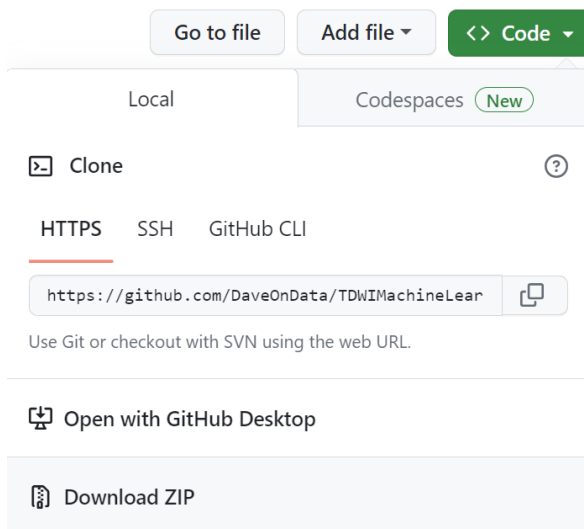 Go to file Add file <> Code
Local Codespaces New
Clone
HTTPS SSH GitHub CLI
https://github.com/DaveOnData/TDWIMachineLear
Use Git or checkout with SVN using the web URL.
Open with GitHub Desktop
Download ZIP